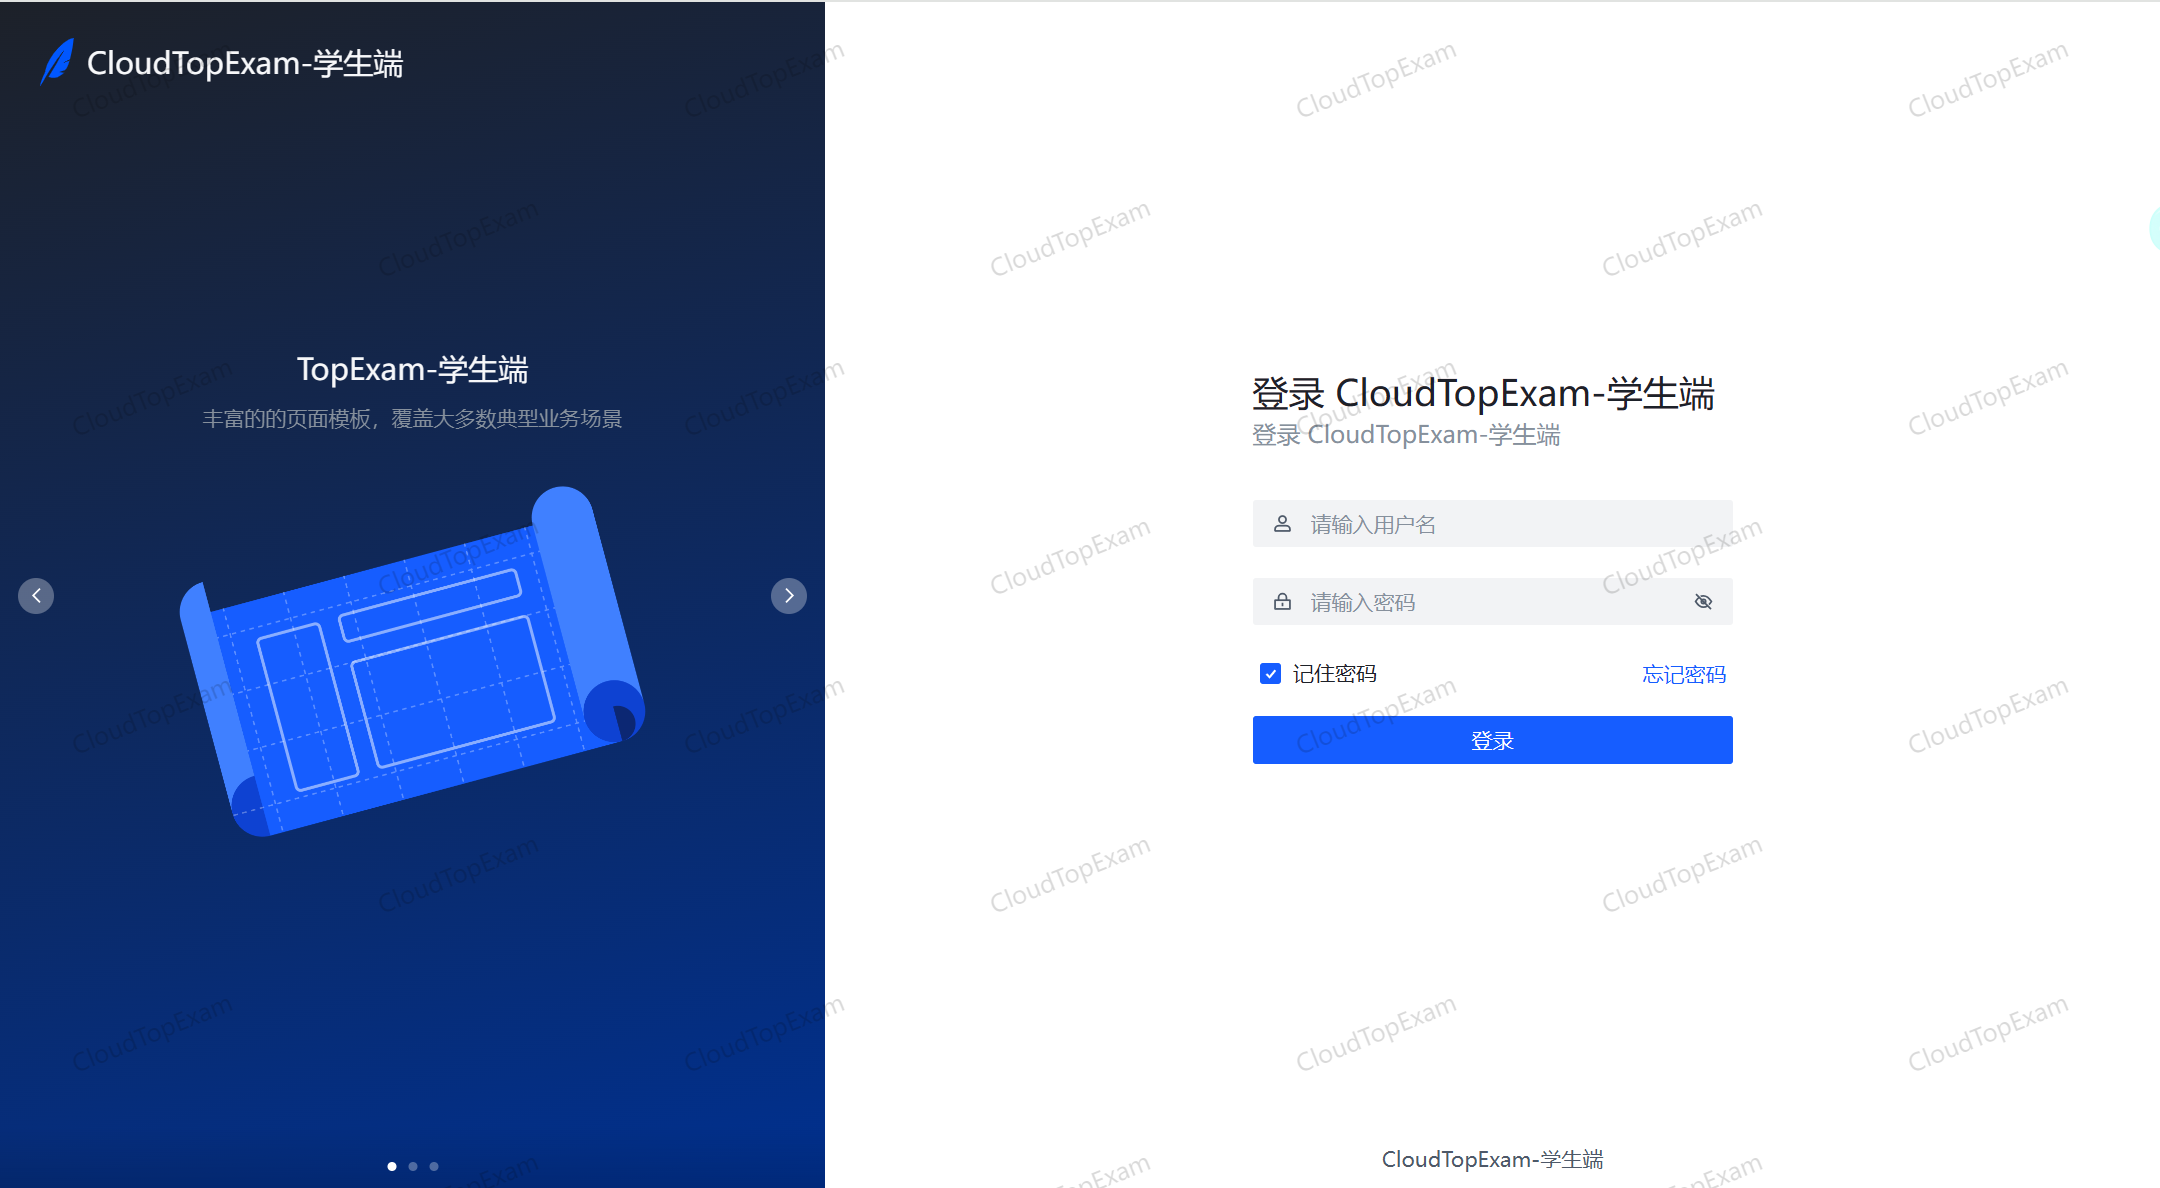 CloudTopExam-学生端
TopExam-学生端
丰富的的页面模板，覆盖大多数典型业务场景
登录 CloudTopExam-学生端
登录 CloudTopExam-学生端
请输入用户名
请输入密码
记住密码
忘记密码
登录
CloudTopExam-学生端
CloudTopExam